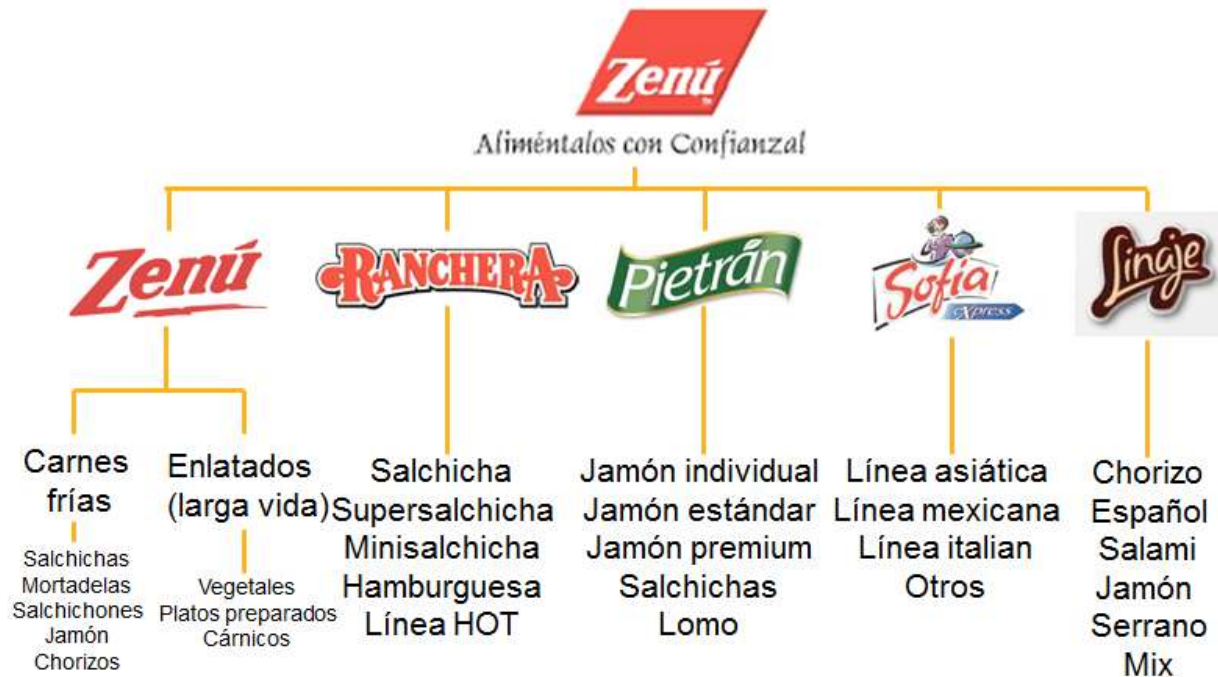 Zenú
TM
Aliméntalos con Confianza!
Zenú
RANCHERA
Pietrán
Sofía
express
Linaje
Carnes
frías
Salchichas
Mortadelas
Salchichones
Jamón
Chorizos
Enlatados
(larga vida)
Vegetales
Platos preparados
Cárnicos
Salchicha
Supersalchicha
Minisalchicha
Hamburguesa
Línea HOT
Jamón individual
Jamón estándar
Jamón premium
Salchichas
Lomo
Línea asiática
Línea mexicana
Línea italian
Otros
Chorizo
Español
Salami
Jamón
Serrano
Mix